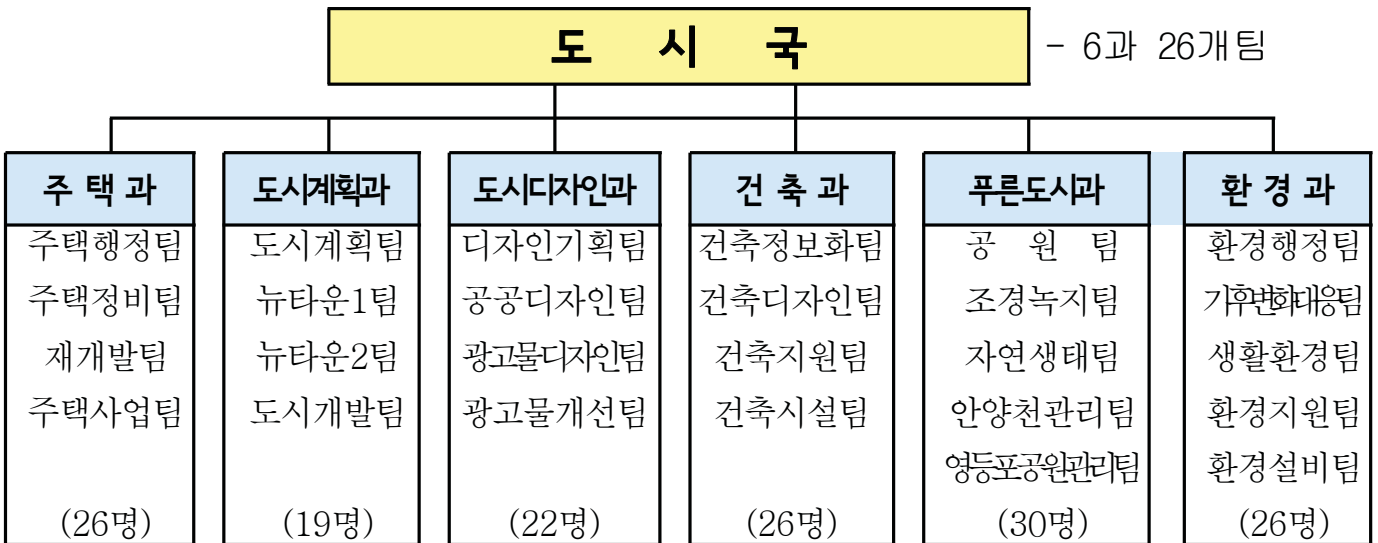 도 시 국
- 6과 26개팀
주 택 과
주택행정팀
주택정비팀
재개발팀
주택사업팀
(26명)
도시계획과
도시계획팀
뉴타운1팀
뉴타운2팀
도시개발팀
(19명)
도시디자인과
디자인기획팀
공공디자인팀
광고물디자인팀
광고물개선팀
(22명)
건 축 과
건축정보화팀
건축디자인팀
건축지원팀
건축시설팀
(26명)
푸른도시과
공 원 팀
조경녹지팀
자연생태팀
안양천관리팀
영등포공원관리팀
(30명)
환 경 과
환경행정팀
기후변화대응팀
생활환경팀
환경지원팀
환경설비팀
(26명)